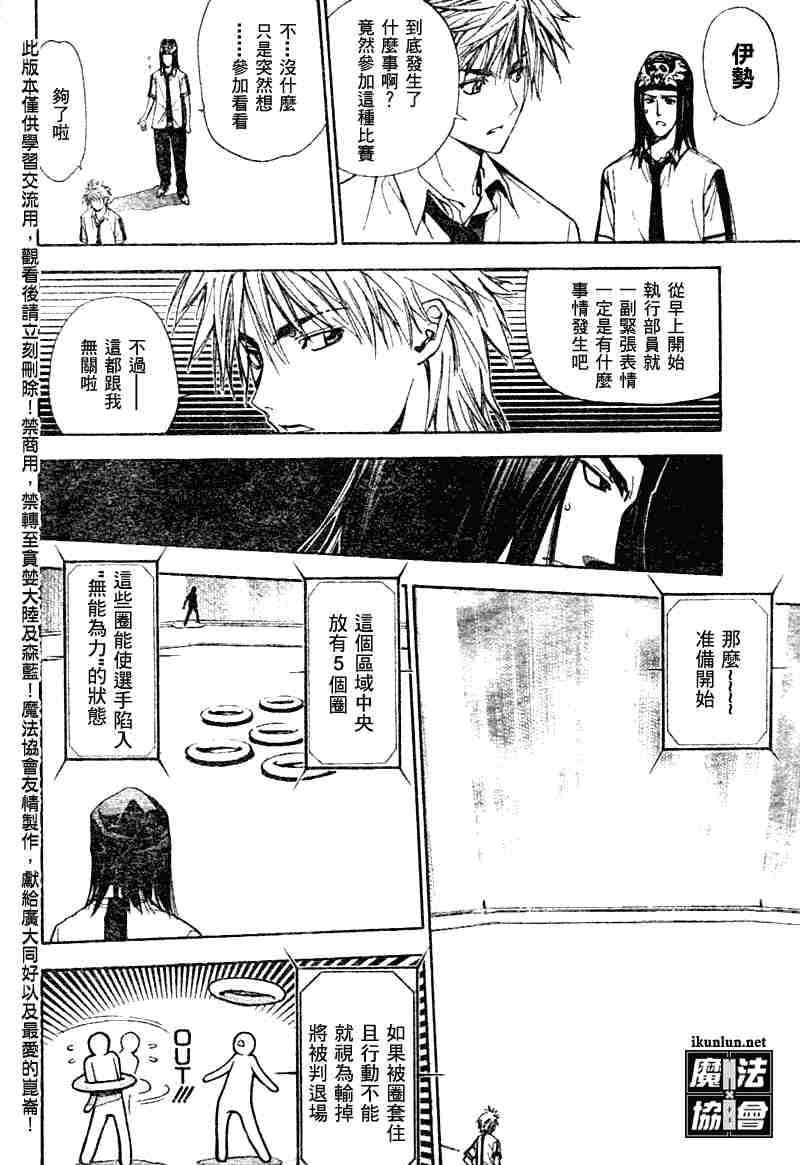 伊勢
到底發生了
什麼事啊？
竟然參加這種比賽
不…沒什麼
只是突然想
……參加看看
夠了啦
從早上開始
執行部員就
一副緊張表情
一定是有什麼
事情發生吧
不過——
這都跟我
無關啦
那麼~~~~
准備開始
這個區域中央
放有5個圈
這些圈能使選手陷入
"無能為力"的狀態
如果被圈套住
且行動不能
就視為輸掉
將被判退場
OUT!!!
此版本僅供學習交流用，觀看後請立刻刪除！禁商用，禁轉至貪婪大陸及森藍！魔法協會友情製作，獻給廣大同好以及最愛的崑崙！
ikunlun.net
魔法
協會